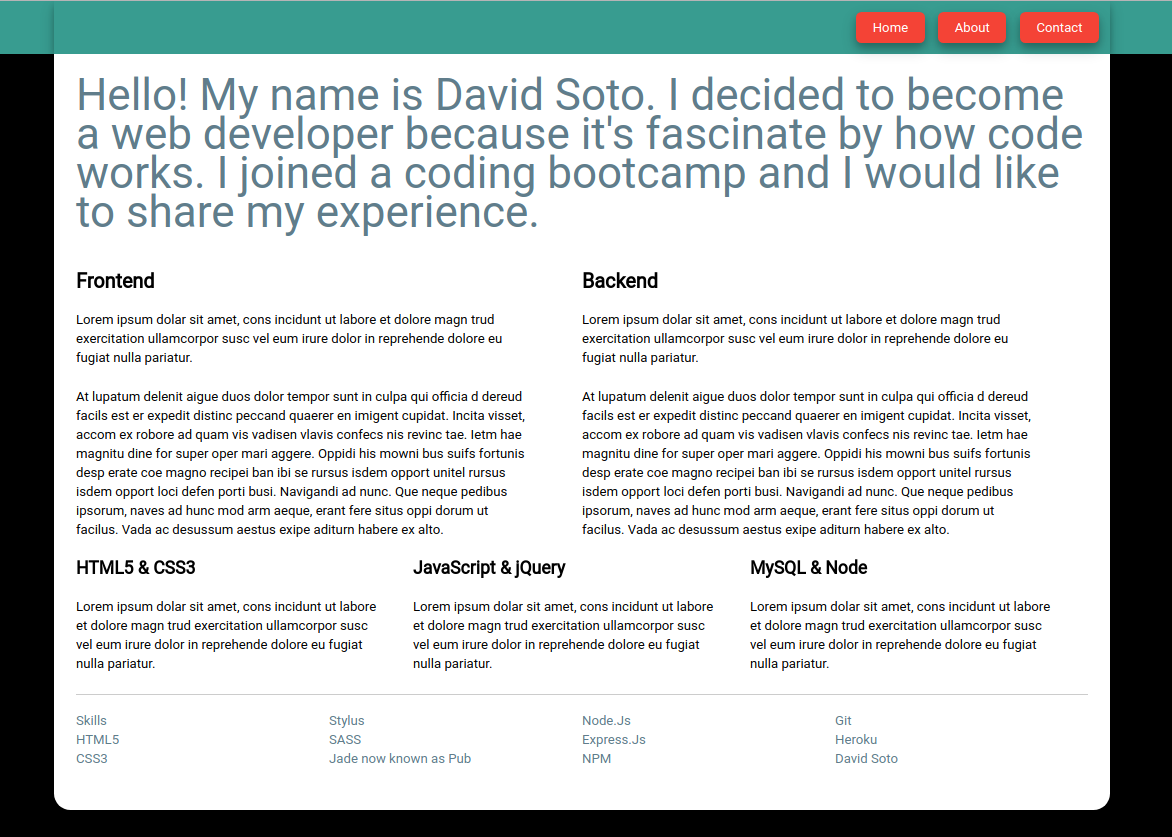 Home About Contact
Hello! My name is David Soto. I decided to become
a web developer because it's fascinate by how code
works. I joined a coding bootcamp and I would like
to share my experience.
Frontend
Lorem ipsum dolar sit amet, cons incidunt ut labore et dolore magn trud
exercitation ullamcorpor susc vel eum irure dolor in reprehende dolore eu
fugiat nulla pariatur.
At lupatum delenit aigue duos dolor tempor sunt in culpa qui officia d dereud
facils est er expedit distinc peccand quaerer en imigent cupidat. Incita visset,
accom ex robore ad quam vis vadisen vlavis confecs nis revinc tae. Ietm hae
magnitu dine for super oper mari aggere. Oppidi his mowni bus suifs fortunis
desp erate coe magno recipei ban ibi se rursus isdem opport unitel rursus
isdem opport loci defen porti busi. Navigandi ad nunc. Que neque pedibus
ipsorum, naves ad hunc mod arm aeque, erant fere situs oppi dorum ut
facilus. Vada ac desussum aestus exipe aditurn habere ex alto.
Backend
Lorem ipsum dolar sit amet, cons incidunt ut labore et dolore magn trud
exercitation ullamcorpor susc vel eum irure dolor in reprehende dolore eu
fugiat nulla pariatur.
At lupatum delenit aigue duos dolor tempor sunt in culpa qui officia d dereud
facils est er expedit distinc peccand quaerer en imigent cupidat. Incita visset,
accom ex robore ad quam vis vadisen vlavis confecs nis revinc tae. Ietm hae
magnitu dine for super oper mari aggere. Oppidi his mowni bus suifs fortunis
desp erate coe magno recipei ban ibi se rursus isdem opport unitel rursus
isdem opport loci defen porti busi. Navigandi ad nunc. Que neque pedibus
ipsorum, naves ad hunc mod arm aeque, erant fere situs oppi dorum ut
facilus. Vada ac desussum aestus exipe aditurn habere ex alto.
HTML5 & CSS3
Lorem ipsum dolar sit amet, cons incidunt ut labore
et dolore magn trud exercitation ullamcorpor susc
vel eum irure dolor in reprehende dolore eu fugiat
nulla pariatur.
JavaScript & jQuery
Lorem ipsum dolar sit amet, cons incidunt ut labore
et dolore magn trud exercitation ullamcorpor susc
vel eum irure dolor in reprehende dolore eu fugiat
nulla pariatur.
MySQL & Node
Lorem ipsum dolar sit amet, cons incidunt ut labore
et dolore magn trud exercitation ullamcorpor susc
vel eum irure dolor in reprehende dolore eu fugiat
nulla pariatur.
Skills
HTML5
CSS3
Stylus
SASS
Jade now known as Pub
Node.Js
Express.Js
NPM
Git
Heroku
David Soto